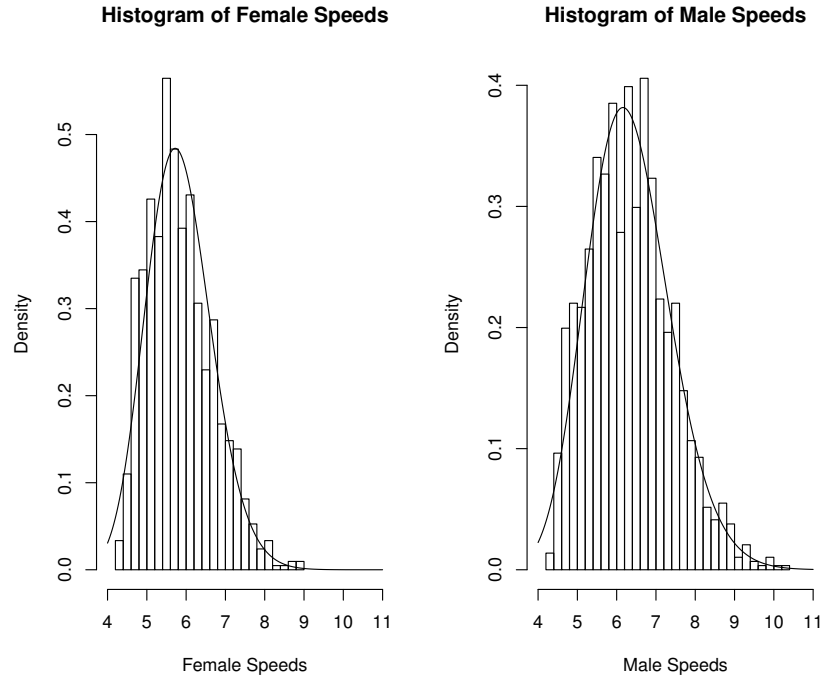 Histogram of Female Speeds
Density
0.0 0.1 0.2 0.3 0.4 0.5
4 5 6 7 8 9 10 11
Female Speeds
Histogram of Male Speeds
Density
0.0 0.1 0.2 0.3 0.4
4 5 6 7 8 9 10 11
Male Speeds